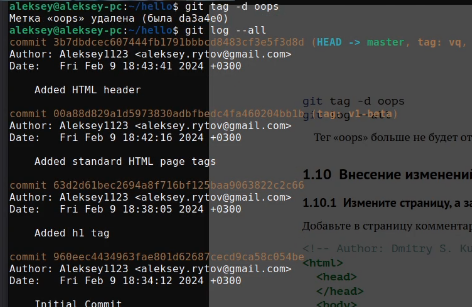 aleksey@aleksey-pc:~/hello$ git tag -d oops
Метка «oops» удалена (была da3a4e0)
aleksey@aleksey-pc:~/hello$ git log --all
commit 3b7dbdcec607444fb1791bbbcd8483cf3e5f3d8d (HEAD -> master, tag: v1,
Author: Aleksey1123 <aleksey.rytov@gmail.com>
Date: Fri Feb 9 18:43:41 2024 +0300
Added HTML header
commit 00a88d829a1d5973830adbfbedc4fa460204bb1b (tag: v1-beta)
git tag -d oops
Author: Aleksey1123 <aleksey.rytov@gmail.com>
Date: Fri Feb 9 18:42:16 2024 +0300
Тег «oops» больше не будет от
Added standard HTML page tags
1.10 Внесение изменений
commit 63d2d61bec2694a8f716bf125baa9063822c2c66
Author: Aleksey1123 <aleksey.rytov@gmail.com>
1.10.1 Измените страницу, а за
Date: Fri Feb 9 18:38:05 2024 +0300
Добавьте в страницу комментар
Added h1 tag
<!-- Author: Dmitry S. Ku
commit 960eec4434963fae801d62687cecd9ca58c054be
<html>
Author: Aleksey1123 <aleksey.rytov@gmail.com>
<head>
Date: Fri Feb 9 18:34:12 2024 +0300
</head>
Initial Commit
<body>